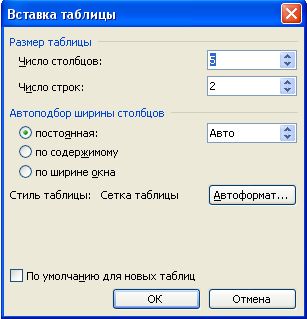 Вставка таблицы
Размер таблицы
Число столбцов: 5
Число строк: 2
Автоподбор ширины столбцов
постоянная: Авто
по содержимому
по ширине окна
Стиль таблицы: Сетка таблицы Автоформат...
По умолчанию для новых таблиц
ОК Отмена